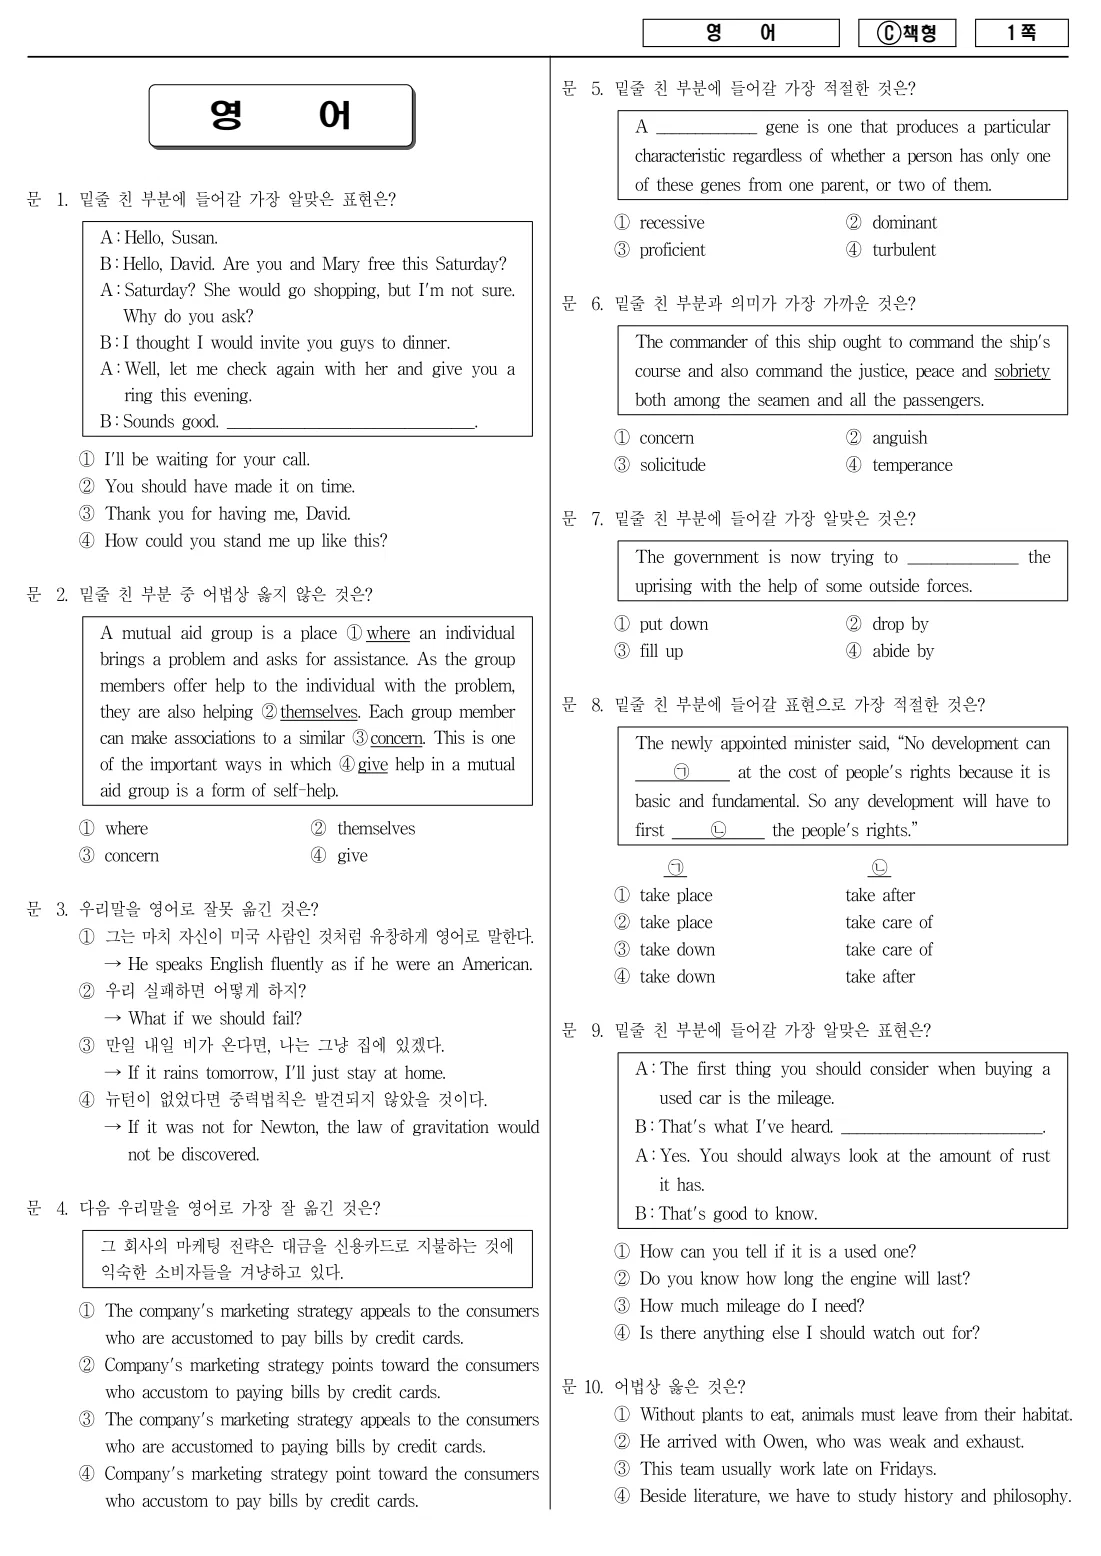 영 어
Ⓒ책형
1 쪽
영 어
문 1. 밑줄 친 부분에 들어갈 가장 알맞은 표현은?
A : Hello, Susan.
B : Hello, David. Are you and Mary free this Saturday?
A : Saturday? She would go shopping, but I'm not sure.
Why do you ask?
B : I thought I would invite you guys to dinner.
A : Well, let me check again with her and give you a
ring this evening.
B : Sounds good. ____________________________.
① I'll be waiting for your call.
② You should have made it on time.
③ Thank you for having me, David.
④ How could you stand me up like this?
문 2. 밑줄 친 부분 중 어법상 옳지 않은 것은?
A mutual aid group is a place ① where an individual
brings a problem and asks for assistance. As the group
members offer help to the individual with the problem,
they are also helping ② themselves. Each group member
can make associations to a similar ③ concern. This is one
of the important ways in which ④ give help in a mutual
aid group is a form of self-help.
① where ② themselves
③ concern ④ give
문 3. 우리말을 영어로 잘못 옮긴 것은?
① 그는 마치 자신이 미국 사람인 것처럼 유창하게 영어로 말한다.
→ He speaks English fluently as if he were an American.
② 우리 실패하면 어떻게 하지?
→ What if we should fail?
③ 만일 내일 비가 온다면, 나는 그냥 집에 있겠다.
→ If it rains tomorrow, I'll just stay at home.
④ 뉴턴이 없었다면 중력법칙은 발견되지 않았을 것이다.
→ If it was not for Newton, the law of gravitation would
not be discovered.
문 4. 다음 우리말을 영어로 가장 잘 옮긴 것은?
그 회사의 마케팅 전략은 대금을 신용카드로 지불하는 것에
익숙한 소비자들을 겨냥하고 있다.
① The company's marketing strategy appeals to the consumers
who are accustomed to pay bills by credit cards.
② Company's marketing strategy points toward the consumers
who accustom to paying bills by credit cards.
③ The company's marketing strategy appeals to the consumers
who are accustomed to paying bills by credit cards.
④ Company's marketing strategy point toward the consumers
who accustom to pay bills by credit cards.
문 5. 밑줄 친 부분에 들어갈 가장 적절한 것은?
A ____________ gene is one that produces a particular
characteristic regardless of whether a person has only one
of these genes from one parent, or two of them.
① recessive ② dominant
③ proficient ④ turbulent
문 6. 밑줄 친 부분과 의미가 가장 가까운 것은?
The commander of this ship ought to command the ship's
course and also command the justice, peace and sobriety
both among the seamen and all the passengers.
① concern ② anguish
③ solicitude ④ temperance
문 7. 밑줄 친 부분에 들어갈 가장 알맞은 것은?
The government is now trying to _____________ the
uprising with the help of some outside forces.
① put down ② drop by
③ fill up ④ abide by
문 8. 밑줄 친 부분에 들어갈 표현으로 가장 적절한 것은?
The newly appointed minister said, “No development can
____㉠____ at the cost of people's rights because it is
basic and fundamental. So any development will have to
first ____㉡____ the people's rights.”
㉠ ㉡
① take place take after
② take place take care of
③ take down take care of
④ take down take after
문 9. 밑줄 친 부분에 들어갈 가장 알맞은 표현은?
A : The first thing you should consider when buying a
used car is the mileage.
B : That's what I've heard. ________________________.
A : Yes. You should always look at the amount of rust
it has.
B : That's good to know.
① How can you tell if it is a used one?
② Do you know how long the engine will last?
③ How much mileage do I need?
④ Is there anything else I should watch out for?
문 10. 어법상 옳은 것은?
① Without plants to eat, animals must leave from their habitat.
② He arrived with Owen, who was weak and exhaust.
③ This team usually work late on Fridays.
④ Beside literature, we have to study history and philosophy.